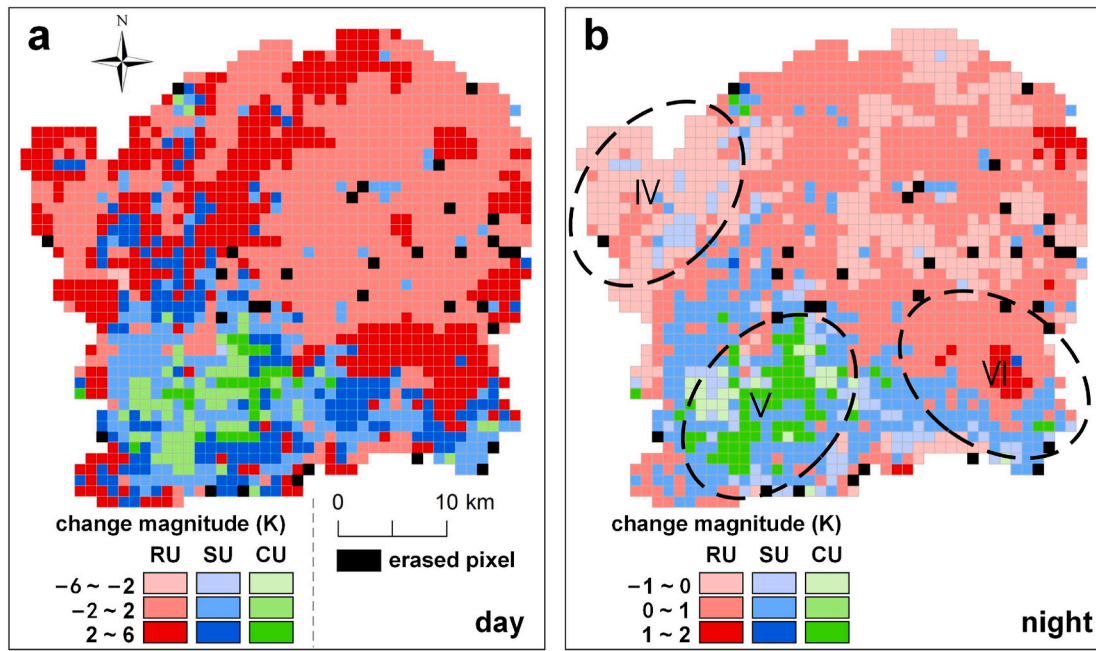 a
N
0 10 km
change magnitude (K)
RU SU CU
−6 ~ −2
−2 ~ 2
2 ~ 6
erased pixel
day
b
IV
V
VI
change magnitude (K)
RU SU CU
−1 ~ 0
0 ~ 1
1 ~ 2
night